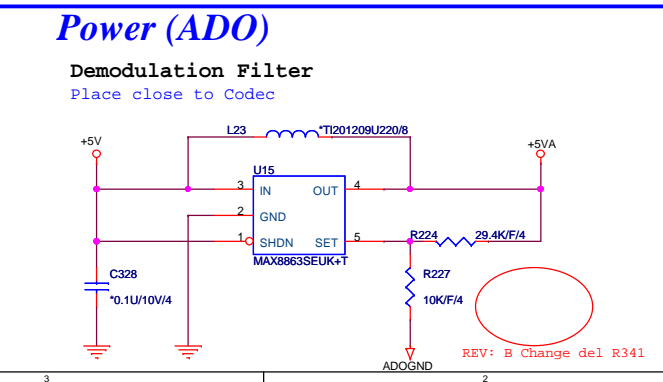 Power (ADO)
Demodulation Filter
Place close to Codec
L23 *TI201209U220/8
+5V
+5VA
U15
3 IN OUT 4
2 GND
1 SHDN SET 5
MAX8863SEUK+T
R224 29.4K/F/4
C328
*0.1U/10V/4
R227
10K/F/4
ADOGND
REV: B Change del R341
3 2